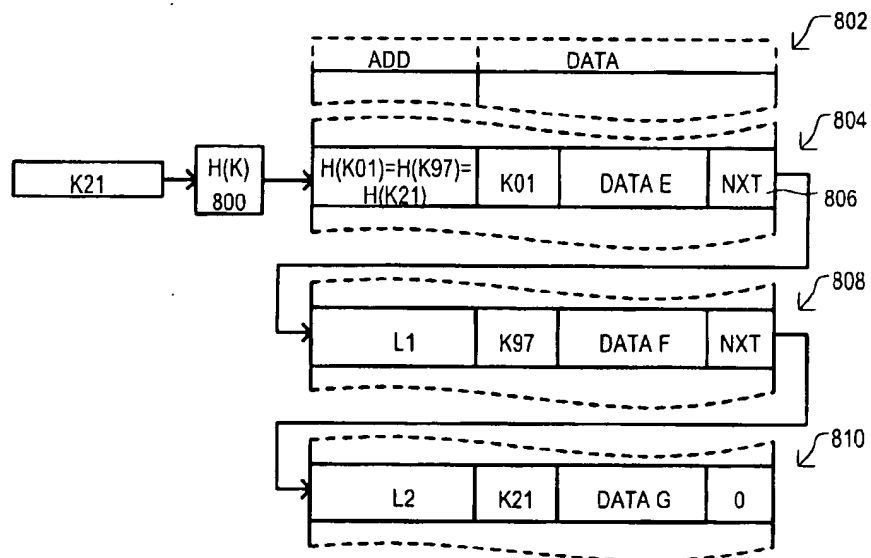 802
ADD DATA
804
K21
H(K)
800
H(K01)=H(K97)=
H(K21)
K01
DATA E
NXT
806
808
L1
K97
DATA F
NXT
810
L2
K21
DATA G
0